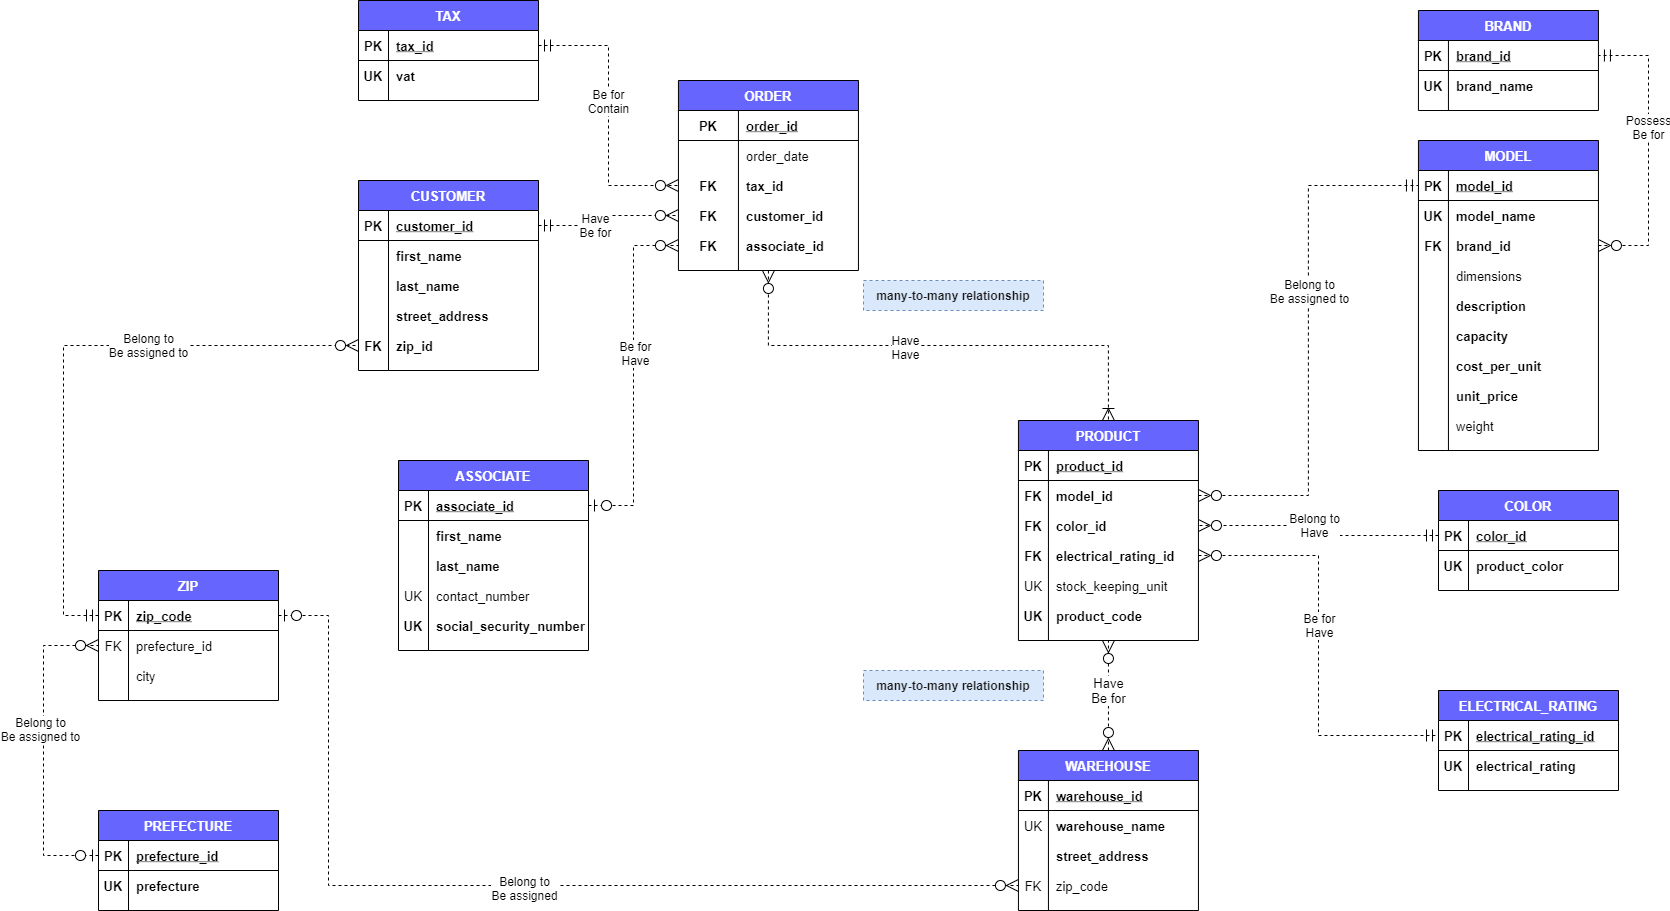 TAX
PK tax_id
UK vat
Be for
Contain
ORDER
PK order_id
order_date
FK tax_id
FK customer_id
FK associate_id
BRAND
PK brand_id
UK brand_name
Possess
Be for
MODEL
PK model_id
UK model_name
FK brand_id
dimensions
description
capacity
cost_per_unit
unit_price
weight
CUSTOMER
PK customer_id
first_name
last_name
street_address
FK zip_id
Have
Be for
many-to-many relationship
Belong to
Be assigned to
Belong to
Be assigned to
Be for
Have
Have
Have
ASSOCIATE
PK associate_id
first_name
last_name
UK contact_number
UK social_security_number
PRODUCT
PK product_id
FK model_id
FK color_id
FK electrical_rating_id
UK stock_keeping_unit
UK product_code
Belong to
Have
COLOR
PK color_id
UK product_color
ZIP
PK zip_code
FK prefecture_id
city
Be for
Have
many-to-many relationship
Have
Be for
ELECTRICAL_RATING
PK electrical_rating_id
UK electrical_rating
Belong to
Be assigned to
PREFECTURE
PK prefecture_id
UK prefecture
WAREHOUSE
PK warehouse_id
UK warehouse_name
street_address
FK zip_code
Belong to
Be assigned